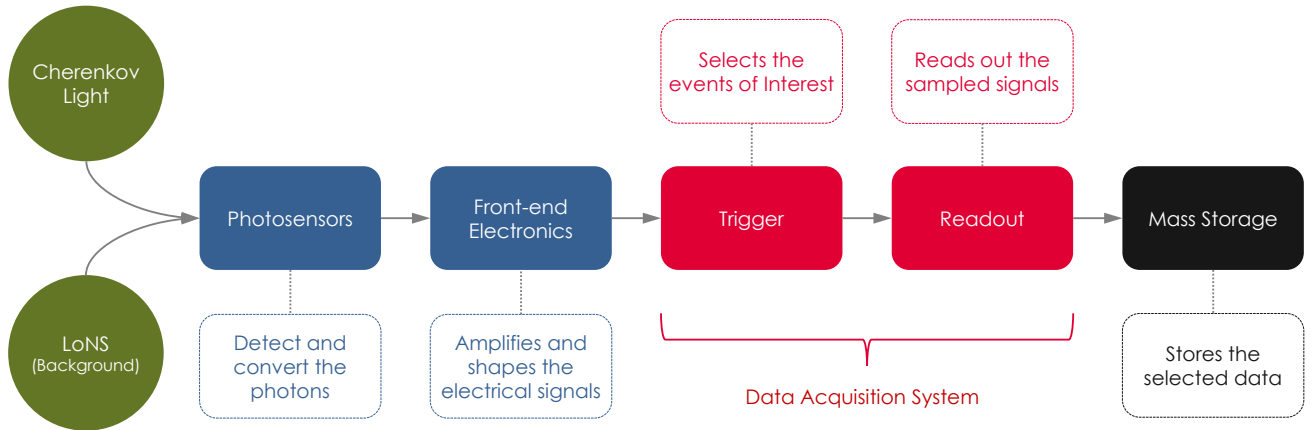 Cherenkov
Light
LoNS
(Background)
Photosensors
Detect and
convert the
photons
Front-end
Electronics
Amplifies and
shapes the
electrical signals
Selects the
events of Interest
Trigger
Reads out the
sampled signals
Readout
Data Acquisition System
Mass Storage
Stores the
selected data